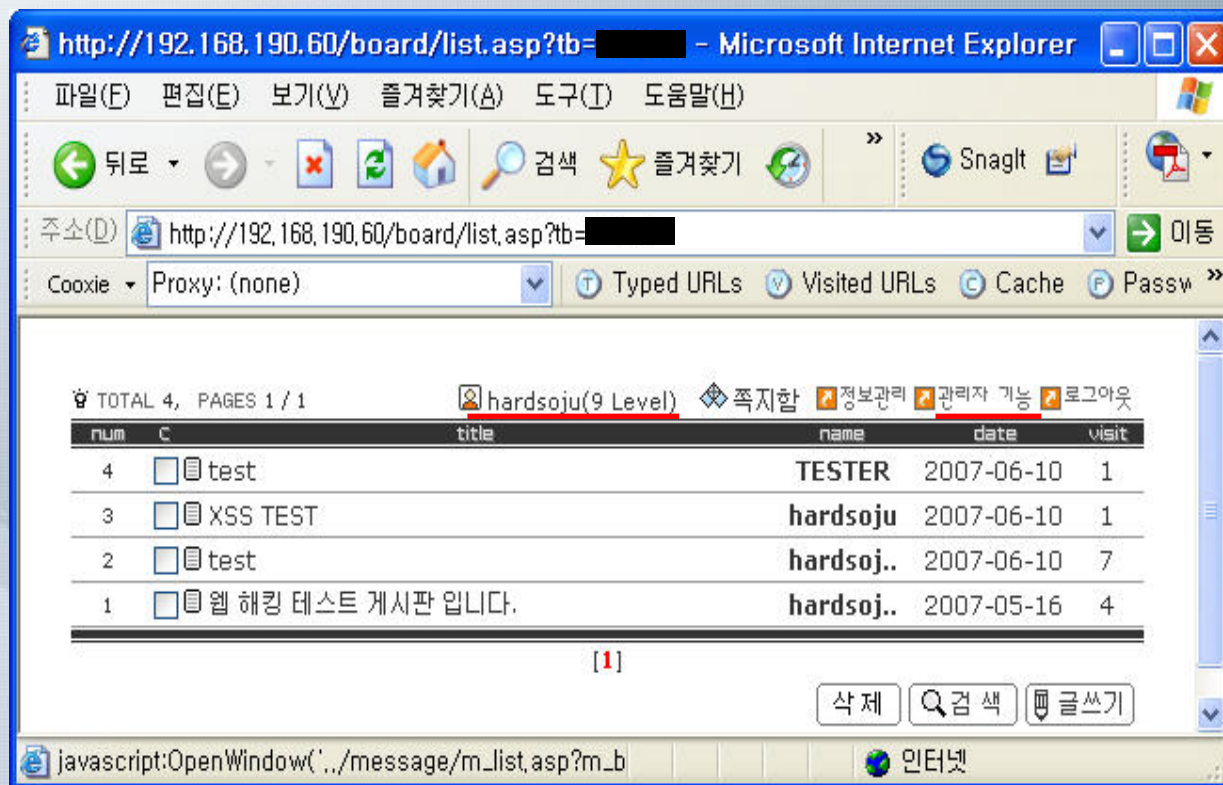 http://192.168.190.60/board/list.asp?tb= - Microsoft Internet Explorer
파일(F) 편집(E) 보기(V) 즐겨찾기(A) 도구(T) 도움말(H)
뒤로 검색 즐겨찾기 » SnagIt
주소(D) http://192.168.190.60/board/list.asp?tb= 이동
Cooxie Proxy: (none) T Typed URLs V Visited URLs C Cache P Passw »
TOTAL 4, PAGES 1 / 1 hardsoju(9 Level) 쪽지함 정보관리 관리자 기능 로그아웃
num C title name date visit
4 test TESTER 2007-06-10 1
3 XSS TEST hardsoju 2007-06-10 1
2 test hardsoj.. 2007-06-10 7
1 웹 해킹 테스트 게시판 입니다. hardsoj.. 2007-05-16 4
[1]
삭제 검색 글쓰기
javascript:OpenWindow('../message/m_list.asp?m_b 인터넷